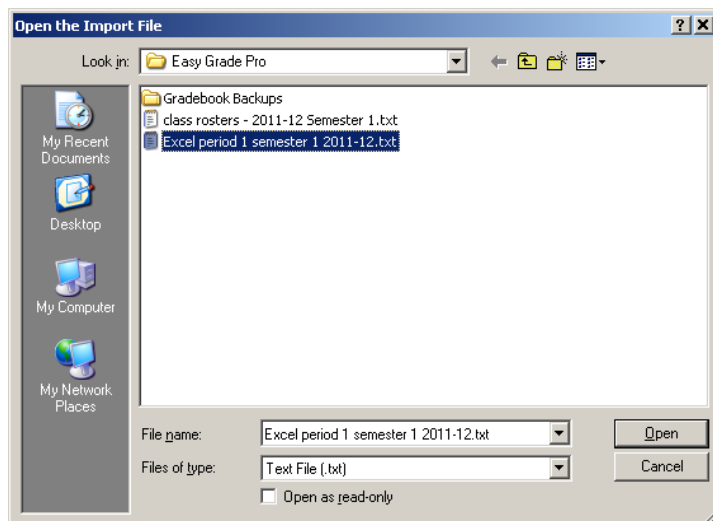 Open the Import File
Look in: Easy Grade Pro
Gradebook Backups
class rosters - 2011-12 Semester 1.txt
Excel period 1 semester 1 2011-12.txt
My Recent
Documents
Desktop
My Computer
My Network
Places
File name: Excel period 1 semester 1 2011-12.txt Open
Files of type: Text File (.txt) Cancel
Open as read-only